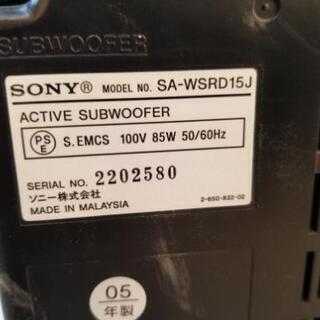 SUBWOOFER
SONY® MODEL NO. SA-WSRD15J
ACTIVE SUBWOOFER
PS E S.EMCS 100V 85W 50/60Hz
SERIAL NO. 2202580
ソニー株式会社
MADE IN MALAYSIA 2-650-832-02
05
年製